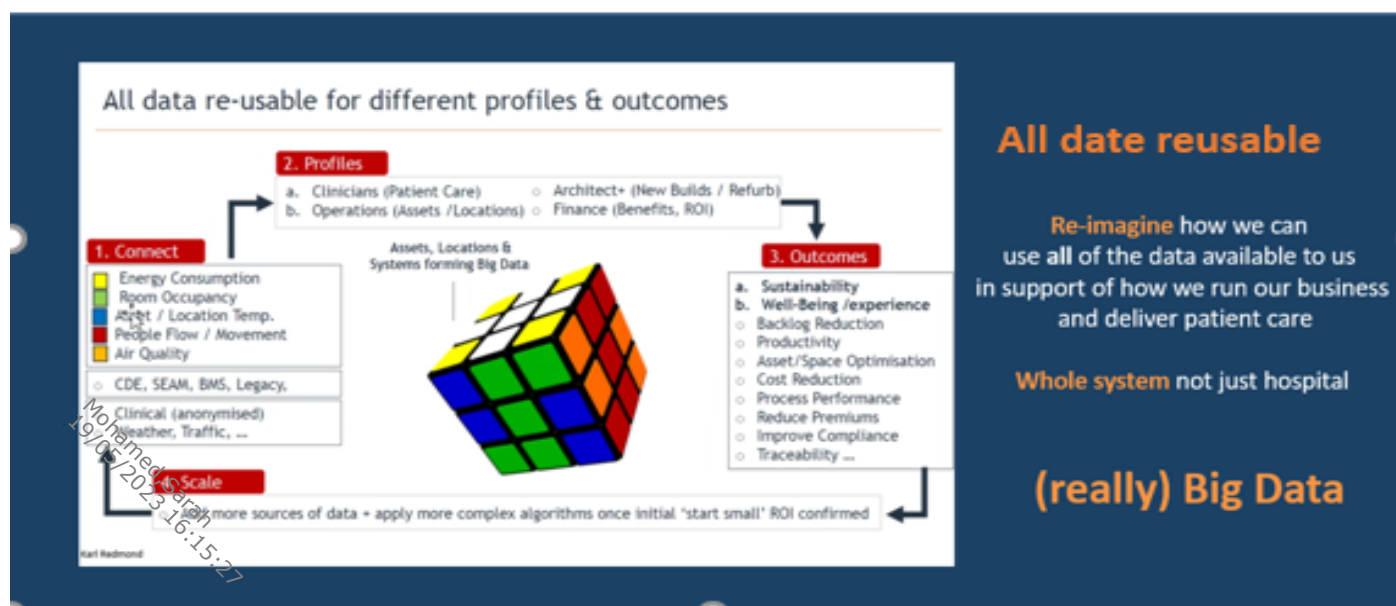 All data re-usable for different profiles & outcomes
2. Profiles
a. Clinicians (Patient Care)
b. Operations (Assets /Locations)
○ Architect+ (New Builds / Refurb)
○ Finance (Benefits, ROI)
1. Connect
Energy Consumption
Room Occupancy
/ Location Temp.
People Flow / Movement
Air Quality
○ CDE, SEAM, BMS, Legacy,
Clinical (anonymised)
Weather, Traffic, ...
Assets, Locations &
Systems forming Big Data
3. Outcomes
a. Sustainability
b. Well-Being /experience
○ Backlog Reduction
○ Productivity
○ Asset/Space Optimisation
○ Cost Reduction
○ Process Performance
○ Reduce Premiums
○ Improve Compliance
○ Traceability ...
4. Scale
more sources of data + apply more complex algorithms once initial 'start small' ROI confirmed
Karl Redmond
Mohamed, Sarah
19/05/2023 16:15:27
All date reusable
Re-imagine how we can
use all of the data available to us
in support of how we run our business
and deliver patient care
Whole system not just hospital
(really) Big Data